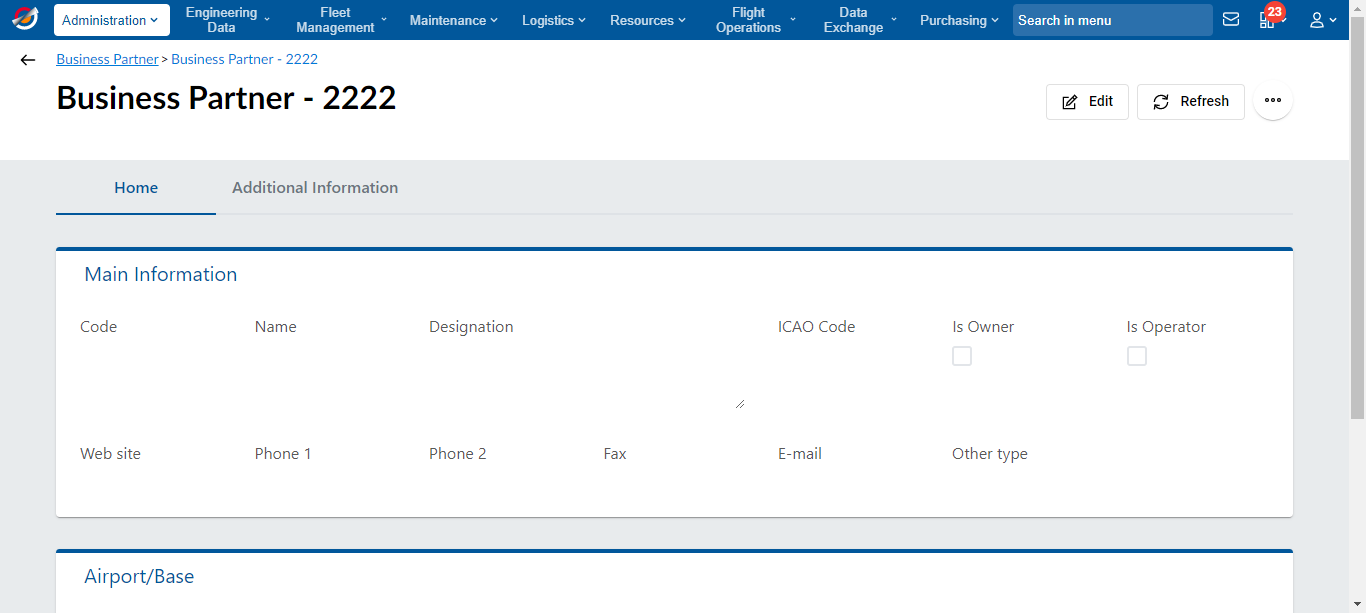 Administration
Engineering
Data
Fleet
Management
Maintenance
Logistics
Resources
Flight
Operations
Data
Exchange
Purchasing
Search in menu
23
Business Partner > Business Partner - 2222
Business Partner - 2222
Edit
Refresh
Home
Additional Information
Main Information
Code
Name
Designation
ICAO Code
Is Owner
Is Operator
Web site
Phone 1
Phone 2
Fax
E-mail
Other type
Airport/Base